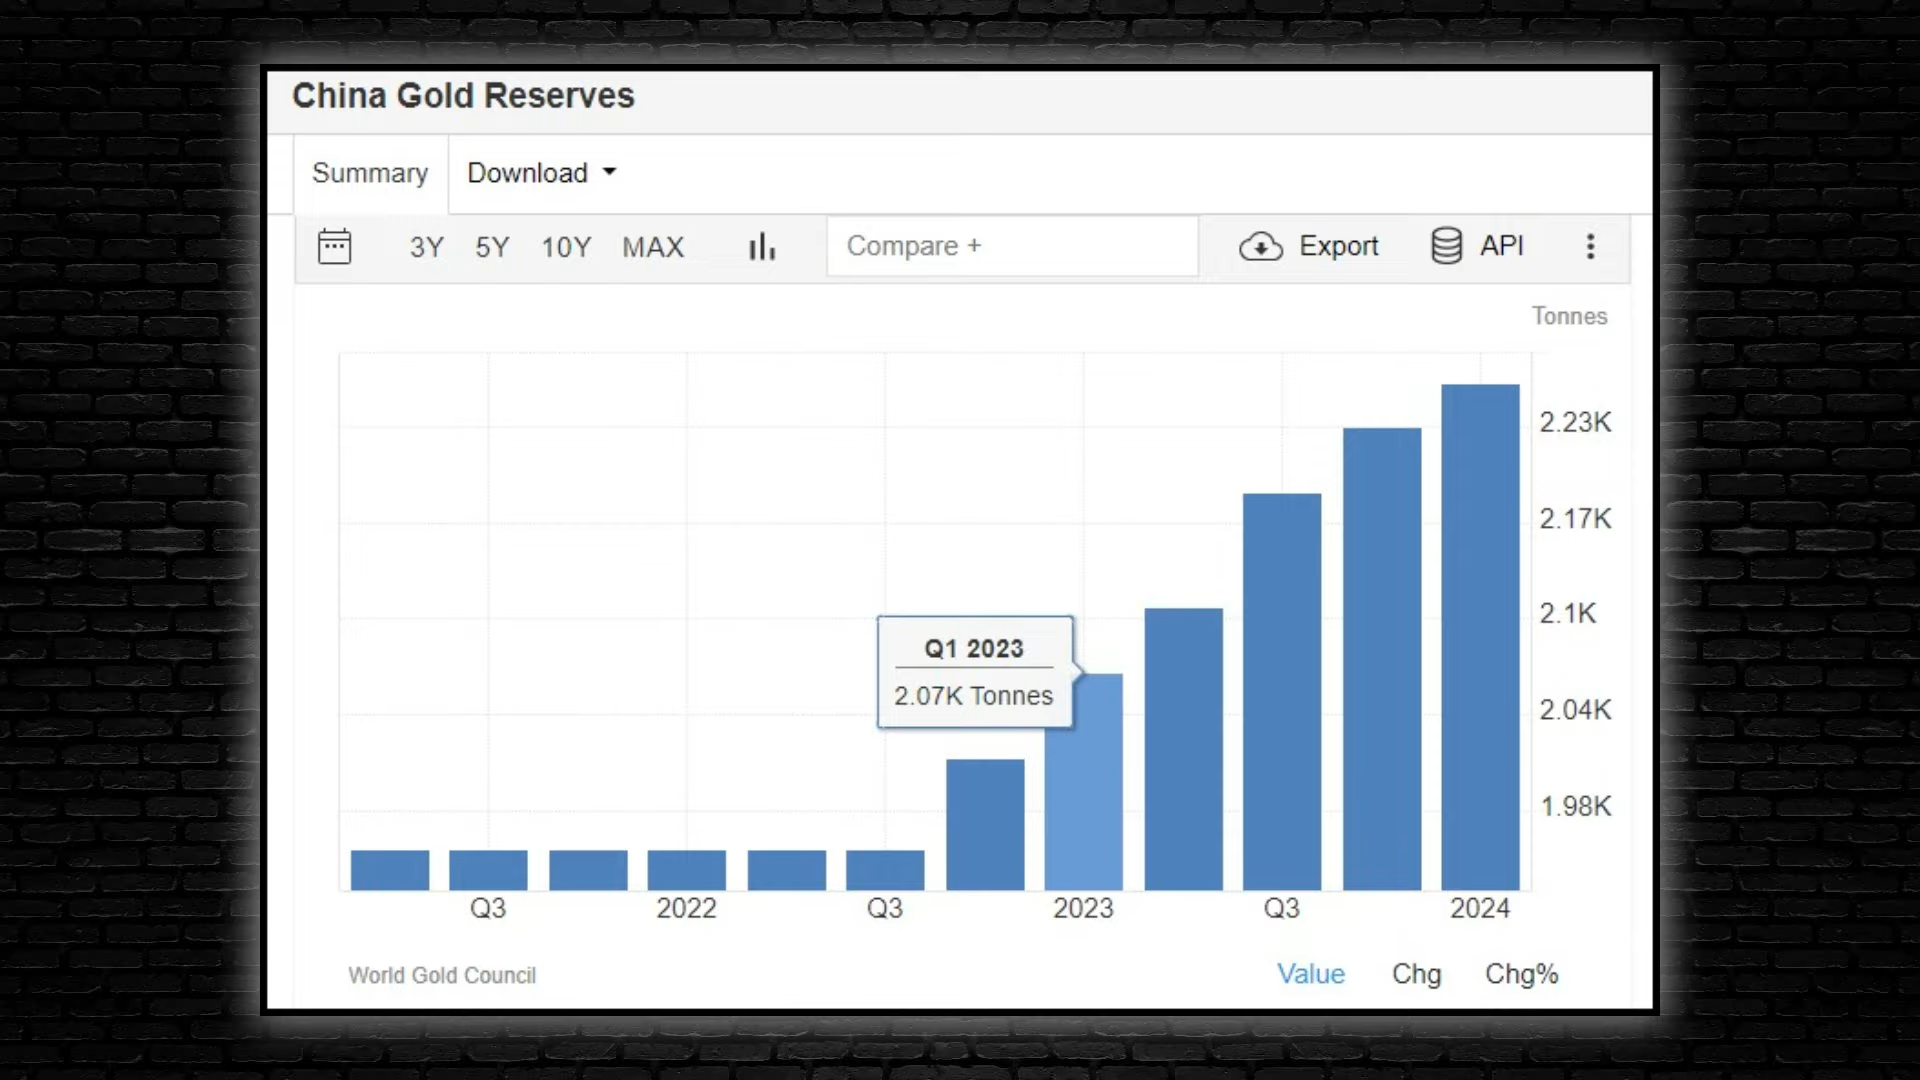 China Gold Reserves
Summary Download
3Y 5Y 10Y MAX Compare + Export API
Tonnes
2.23K
2.17K
2.1K
Q1 2023
2.07K Tonnes
2.04K
1.98K
Q3 2022 Q3 2023 Q3 2024
World Gold Council Value Chg Chg%